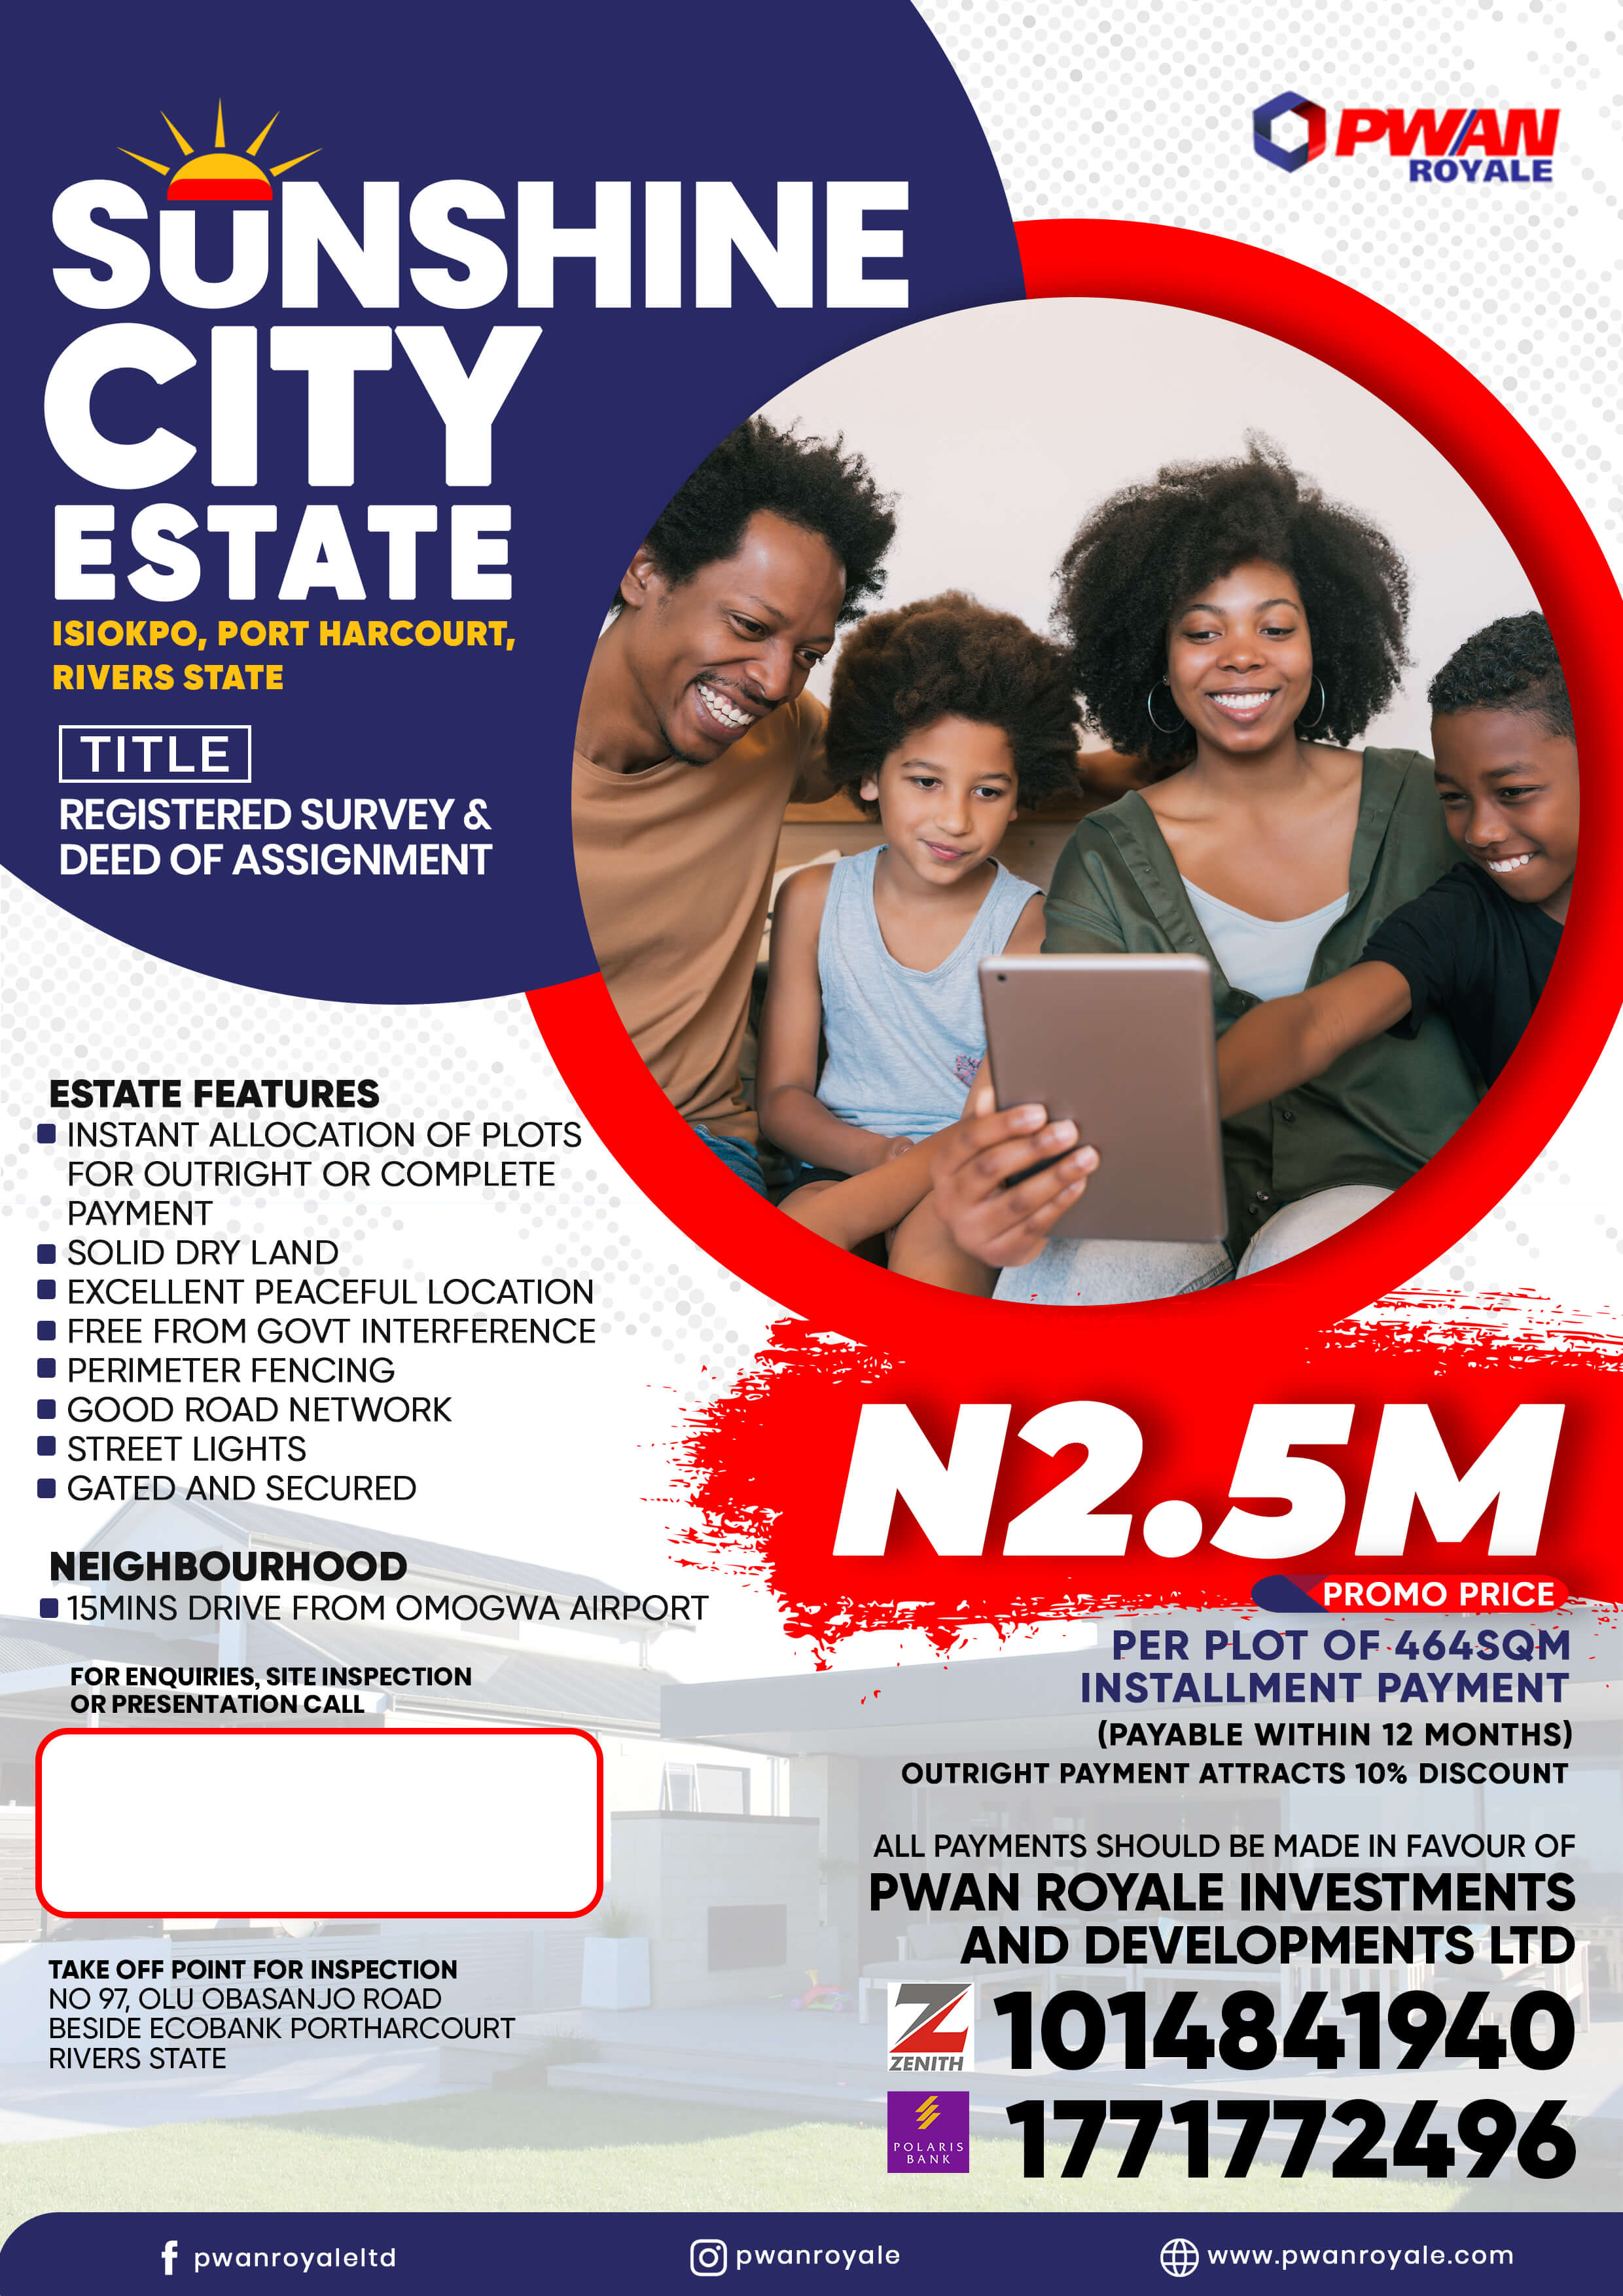 PWAN
ROYALE
SUNSHINE
CITY
ESTATE
ISIOKPO, PORT HARCOURT,
RIVERS STATE
TITLE
REGISTERED SURVEY &
DEED OF ASSIGNMENT
ESTATE FEATURES
INSTANT ALLOCATION OF PLOTS
FOR OUTRIGHT OR COMPLETE
PAYMENT
SOLID DRY LAND
EXCELLENT PEACEFUL LOCATION
FREE FROM GOVT INTERFERENCE
PERIMETER FENCING
GOOD ROAD NETWORK
STREET LIGHTS
GATED AND SECURED
NEIGHBOURHOOD
15MINS DRIVE FROM OMOGWA AIRPORT
FOR ENQUIRIES, SITE INSPECTION
OR PRESENTATION CALL
TAKE OFF POINT FOR INSPECTION
NO 97, OLU OBASANJO ROAD
BESIDE ECOBANK PORTHARCOURT
RIVERS STATE
N2.5M
PROMO PRICE
PER PLOT OF 464SQM
INSTALLMENT PAYMENT
(PAYABLE WITHIN 12 MONTHS)
OUTRIGHT PAYMENT ATTRACTS 10% DISCOUNT
ALL PAYMENTS SHOULD BE MADE IN FAVOUR OF
PWAN ROYALE INVESTMENTS
AND DEVELOPMENTS LTD
ZENITH
1014841940
POLARIS
BANK
1771772496
pwanroyaleltd
pwanroyale
www.pwanroyale.com